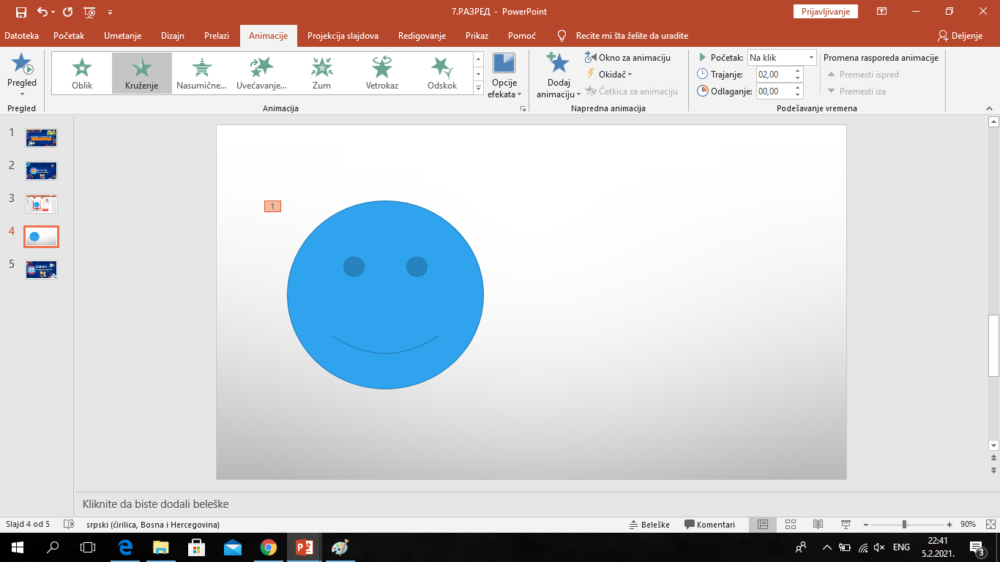 7.РАЗРЕД - PowerPoint
Prijavljivanje
Datoteka Početak Umetanje Dizajn Prelazi Animacije Projekcija slajdova Redigovanje Prikaz Pomoć Recite mi šta želite da uradite Deljenje
Pregled
Oblik Kruženje Nasumične... Uvećavanje... Zum Vetrokaz Odskok
Opcije efekata
Dodaj animaciju
Okno za animaciju
Okidač
Četkica za animaciju
Početak: Na klik
Trajanje: 02,00
Odlaganje: 00,00
Promena rasporeda animacije
Premesti ispred
Premesti iza
Pregled Animacija Napredna animacija Podešavanje vremena
1
2
3
4
5
1
Kliknite da biste dodali beleške
Slajd 4 od 5 srpski (ćirilica, Bosna i Hercegovina) Beleške Komentari 90%
ENG
22:41
5.2.2021.
3